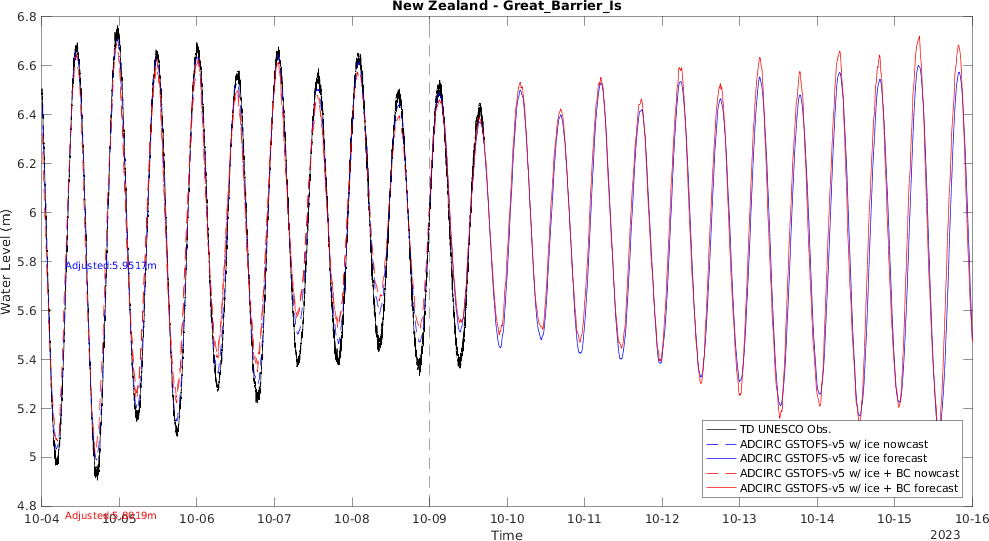 New Zealand - Great_Barrier_Is
6.8
6.6
6.4
6.2
6
5.8
5.6
5.4
5.2
5
4.8
Water Level (m)
Adjusted:5.9517m
TD UNESCO Obs.
ADCIRC GSTOFS-v5 w/ ice nowcast
ADCIRC GSTOFS-v5 w/ ice forecast
ADCIRC GSTOFS-v5 w/ ice + BC nowcast
ADCIRC GSTOFS-v5 w/ ice + BC forecast
10-04 10-05 10-06 10-07 10-08 10-09 10-10 10-11 10-12 10-13 10-14 10-15 10-16
Time
2023